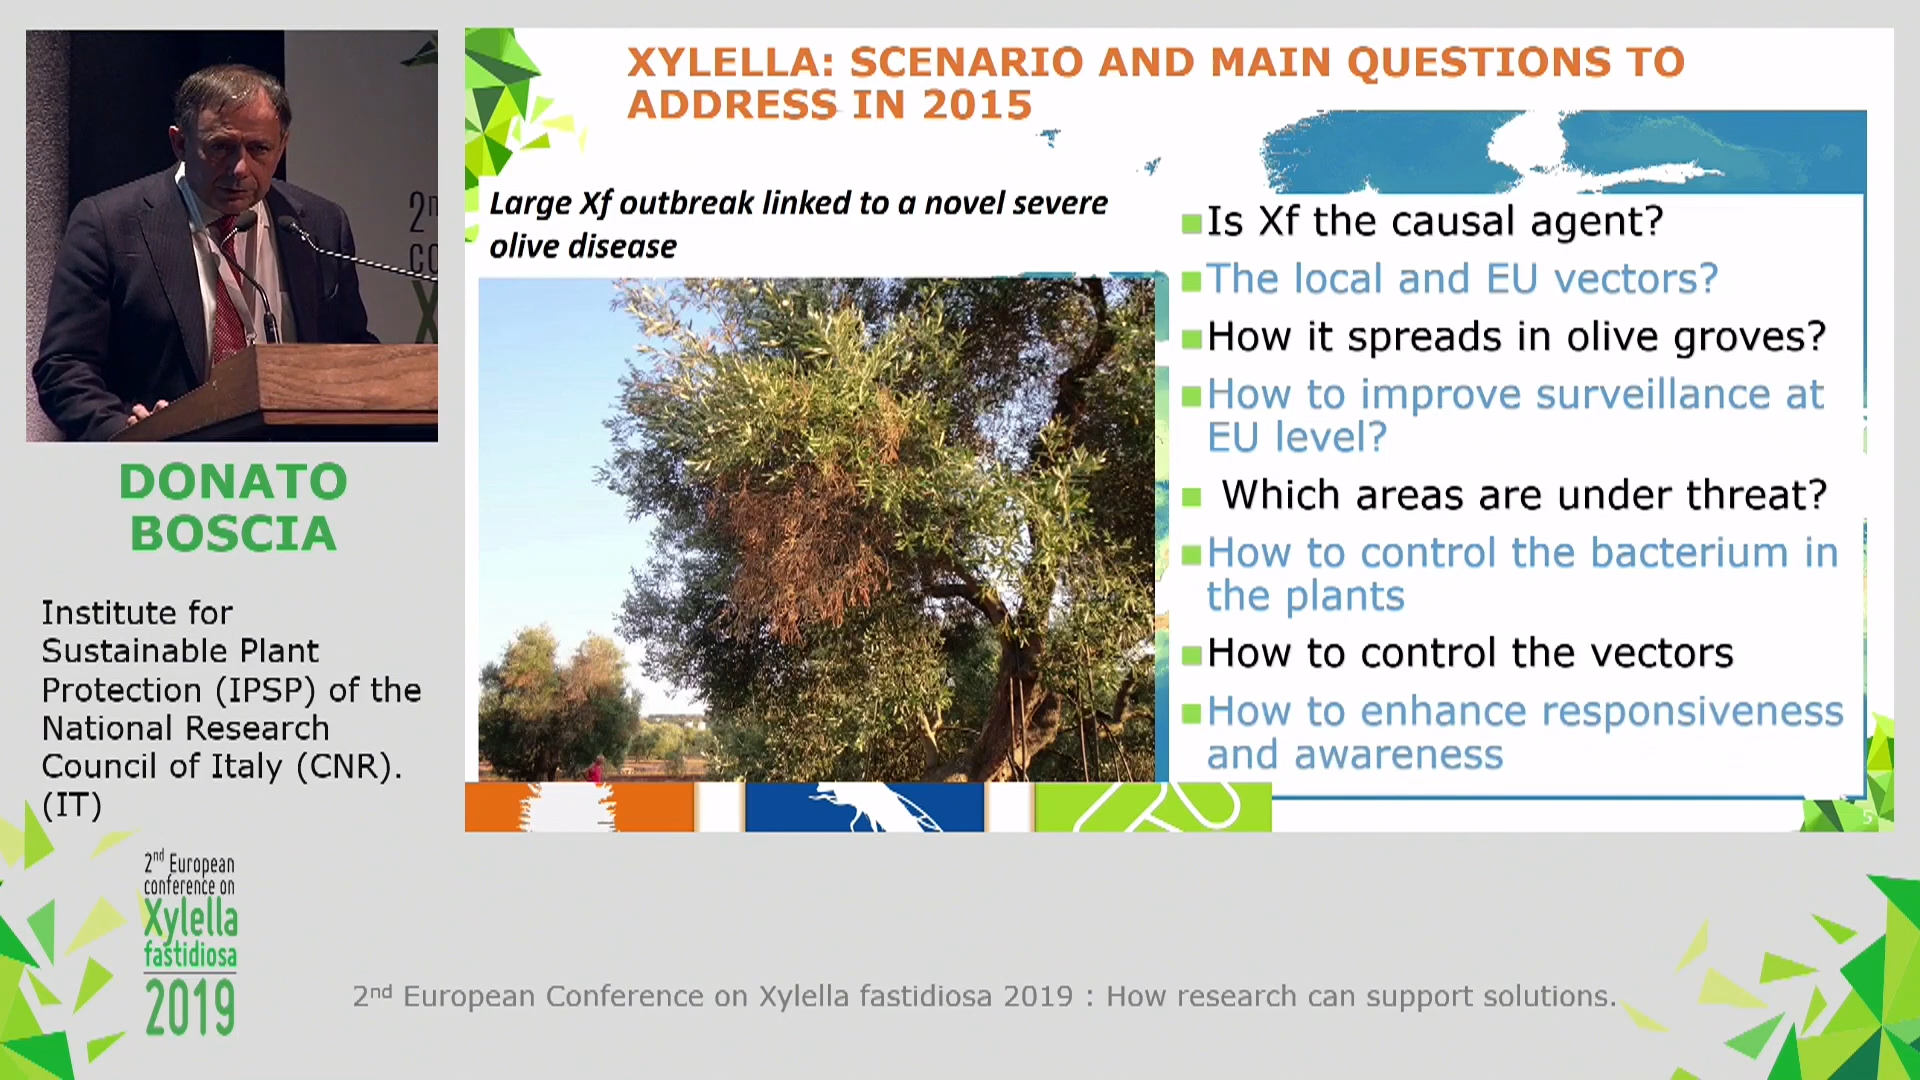 XYLELLA: SCENARIO AND MAIN QUESTIONS TO
ADDRESS IN 2015
Large Xf outbreak linked to a novel severe
olive disease
Is Xf the causal agent?
The local and EU vectors?
How it spreads in olive groves?
How to improve surveillance at
EU level?
Which areas are under threat?
How to control the bacterium in
the plants
How to control the vectors
How to enhance responsiveness
and awareness
5
DONATO
BOSCIA
Institute for
Sustainable Plant
Protection (IPSP) of the
National Research
Council of Italy (CNR).
(IT)
2nd European
conference on
Xylella
fastidiosa
2019
2nd European Conference on Xylella fastidiosa 2019 : How research can support solutions.